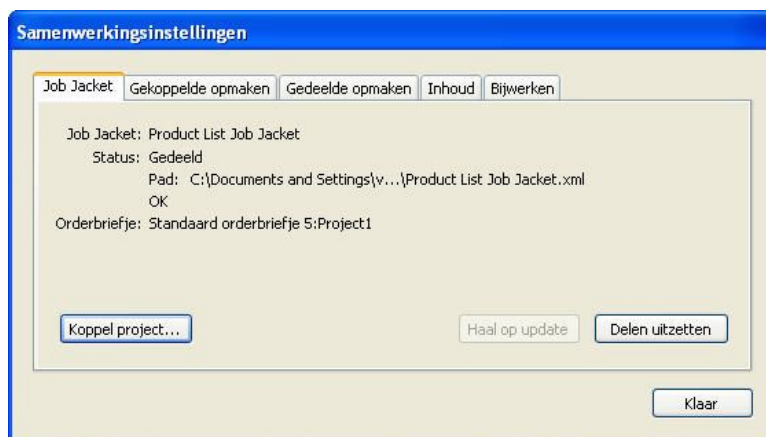 Samenwerkingsinstellingen
Job Jacket Gekoppelde opmaken Gedeelde opmaken Inhoud Bijwerken
Job Jacket: Product List Job Jacket
Status: Gedeeld
Pad: C:\Documents and Settings\v...\Product List Job Jacket.xml
OK
Orderbriefje: Standaard orderbriefje 5:Project1
Koppel project... Haal op update Delen uitzetten
Klaar